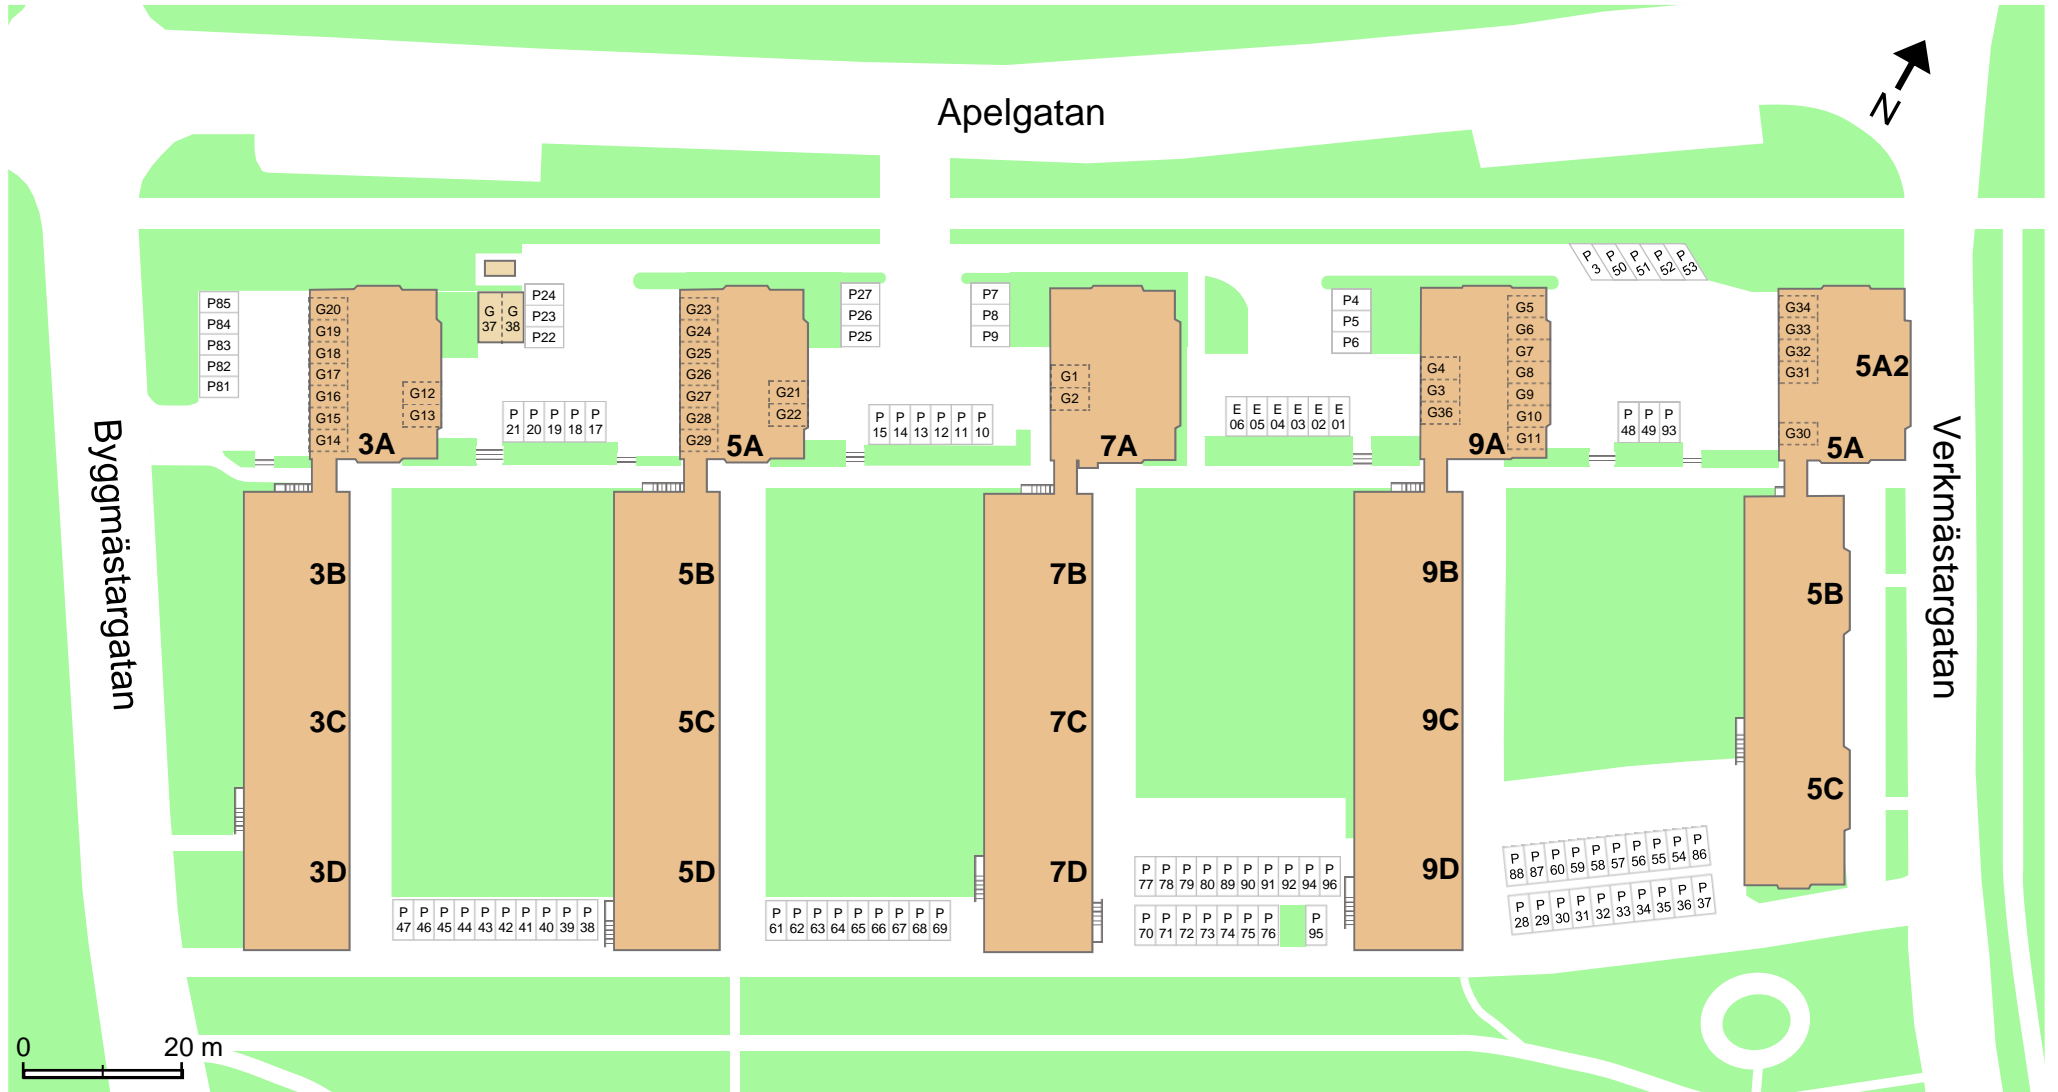 Apelgatan
N
P
3
P
50
P
51
P
52
P
53
P85
P84
P83
P82
P81
G20
G19
G18
G17
G16
G15
G14
G12
G13
3A
G
37
G
38
P24
P23
P22
P
21
P
20
P
19
P
18
P
17
G23
G24
G25
G26
G27
G28
G29
G21
G22
5A
P27
P26
P25
P
15
P
14
P
13
P
12
P
11
P
10
P7
P8
P9
G1
G2
7A
E
06
E
05
E
04
E
03
E
02
E
01
P4
P5
P6
G4
G3
G36
G5
G6
G7
G8
G9
G10
G11
9A
P
48
P
49
P
93
G34
G33
G32
G31
G30
5A2
5A
Byggmästargatan
Verkmästargatan
3B
5B
7B
9B
5B
3C
5C
7C
9C
5C
3D
5D
7D
9D
P
47
P
46
P
45
P
44
P
43
P
42
P
41
P
40
P
39
P
38
P
61
P
62
P
63
P
64
P
65
P
66
P
67
P
68
P
69
P
77
P
78
P
79
P
80
P
89
P
90
P
91
P
92
P
94
P
96
P
70
P
71
P
72
P
73
P
74
P
75
P
76
P
95
P
88
P
87
P
60
P
59
P
58
P
57
P
56
P
55
P
54
P
86
P
28
P
29
P
30
P
31
P
32
P
33
P
34
P
35
P
36
P
37
0 20 m